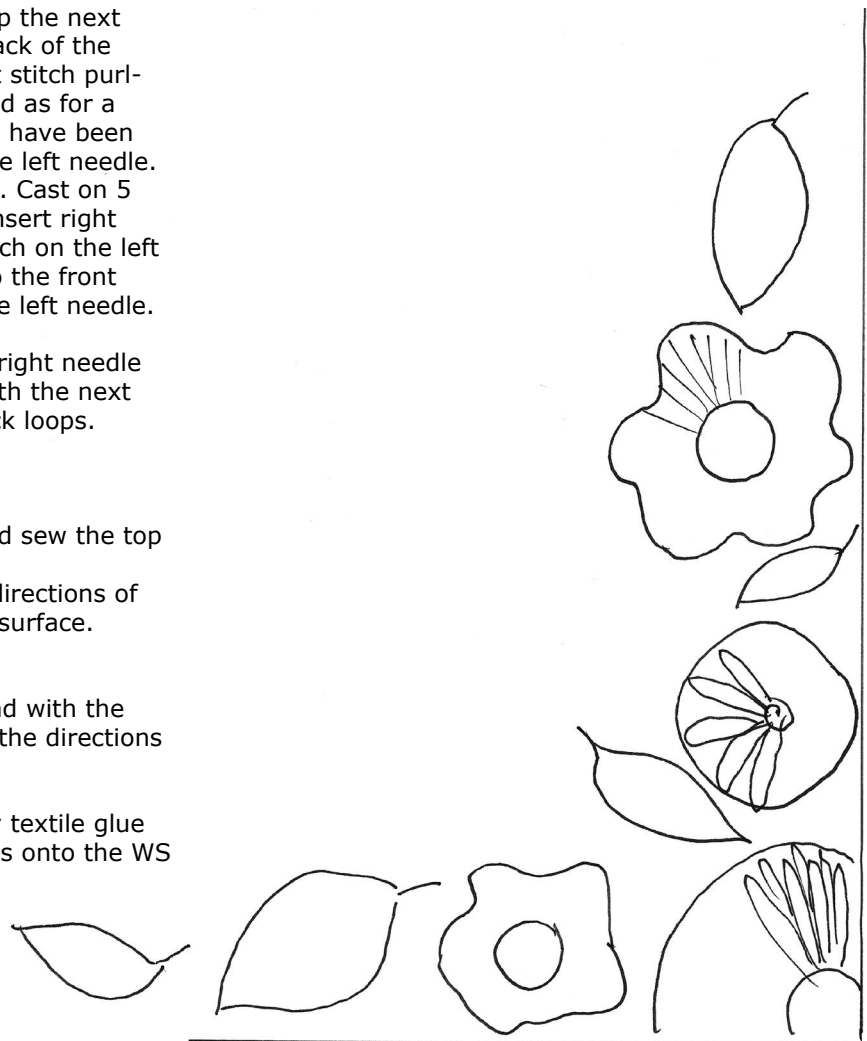 p the next
ack of the
t stitch purl-
d as for a
have been
e left needle.
. Cast on 5
nsert right
ch on the left
o the front
e left needle.
right needle
th the next
ck loops.
d sew the top
directions of
surface.
nd with the
the directions
textile glue
s onto the WS